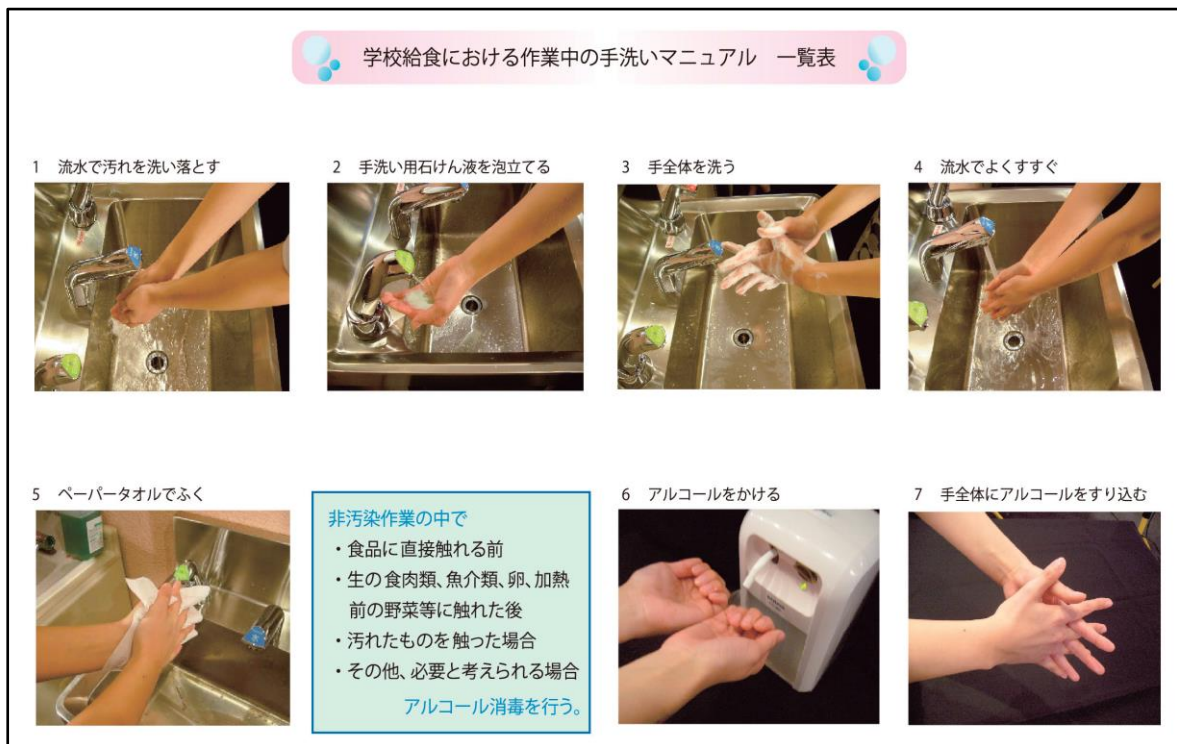 学校給食における作業中の手洗いマニュアル　一覧表
1　流水で汚れを洗い落とす
2　手洗い用石けん液を泡立てる
3　手全体を洗う
4　流水でよくすすぐ
5　ペーパータオルでふく
非汚染作業の中で
・食品に直接触れる前
・生の食肉類、魚介類、卵、加熱
前の野菜等に触れた後
・汚れたものを触った場合
・その他、必要と考えられる場合
アルコール消毒を行う。
6　アルコールをかける
7　手全体にアルコールをすり込む